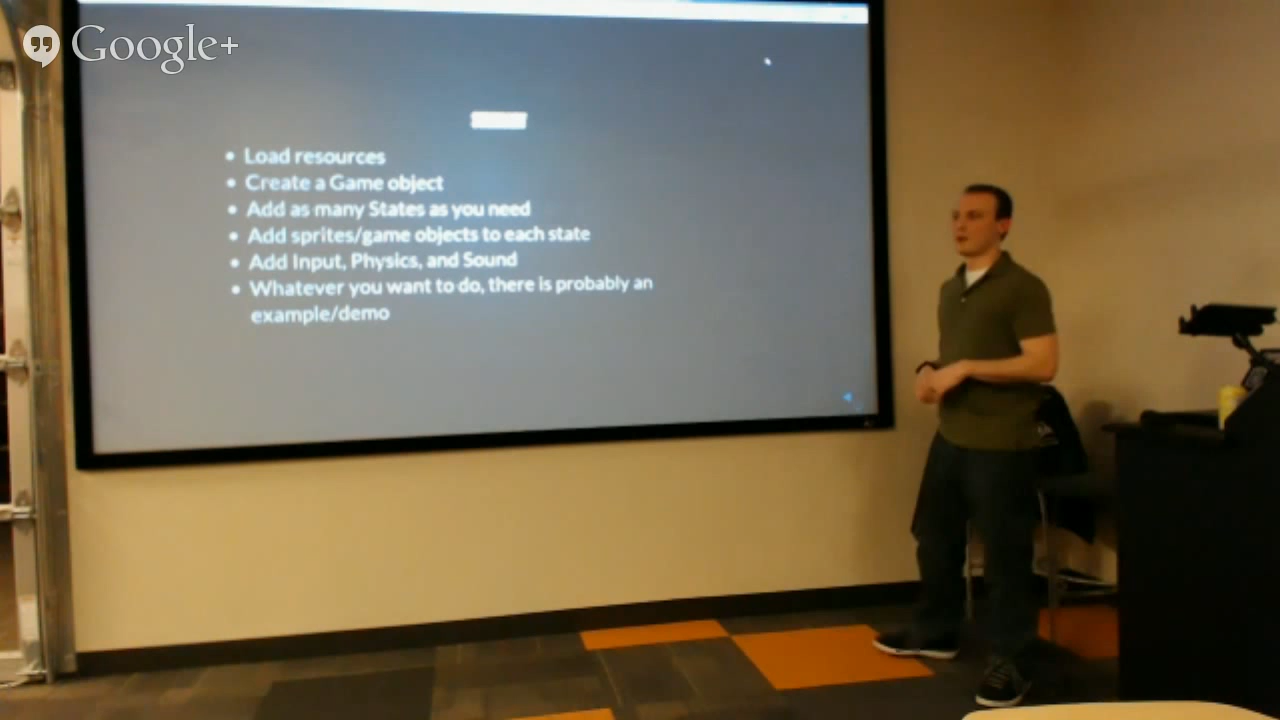 Google+
Load resources
Create a Game object
Add as many States as you need
Add sprites/game objects to each state
Add Input, Physics, and Sound
Whatever you want to do, there is probably an
example/demo